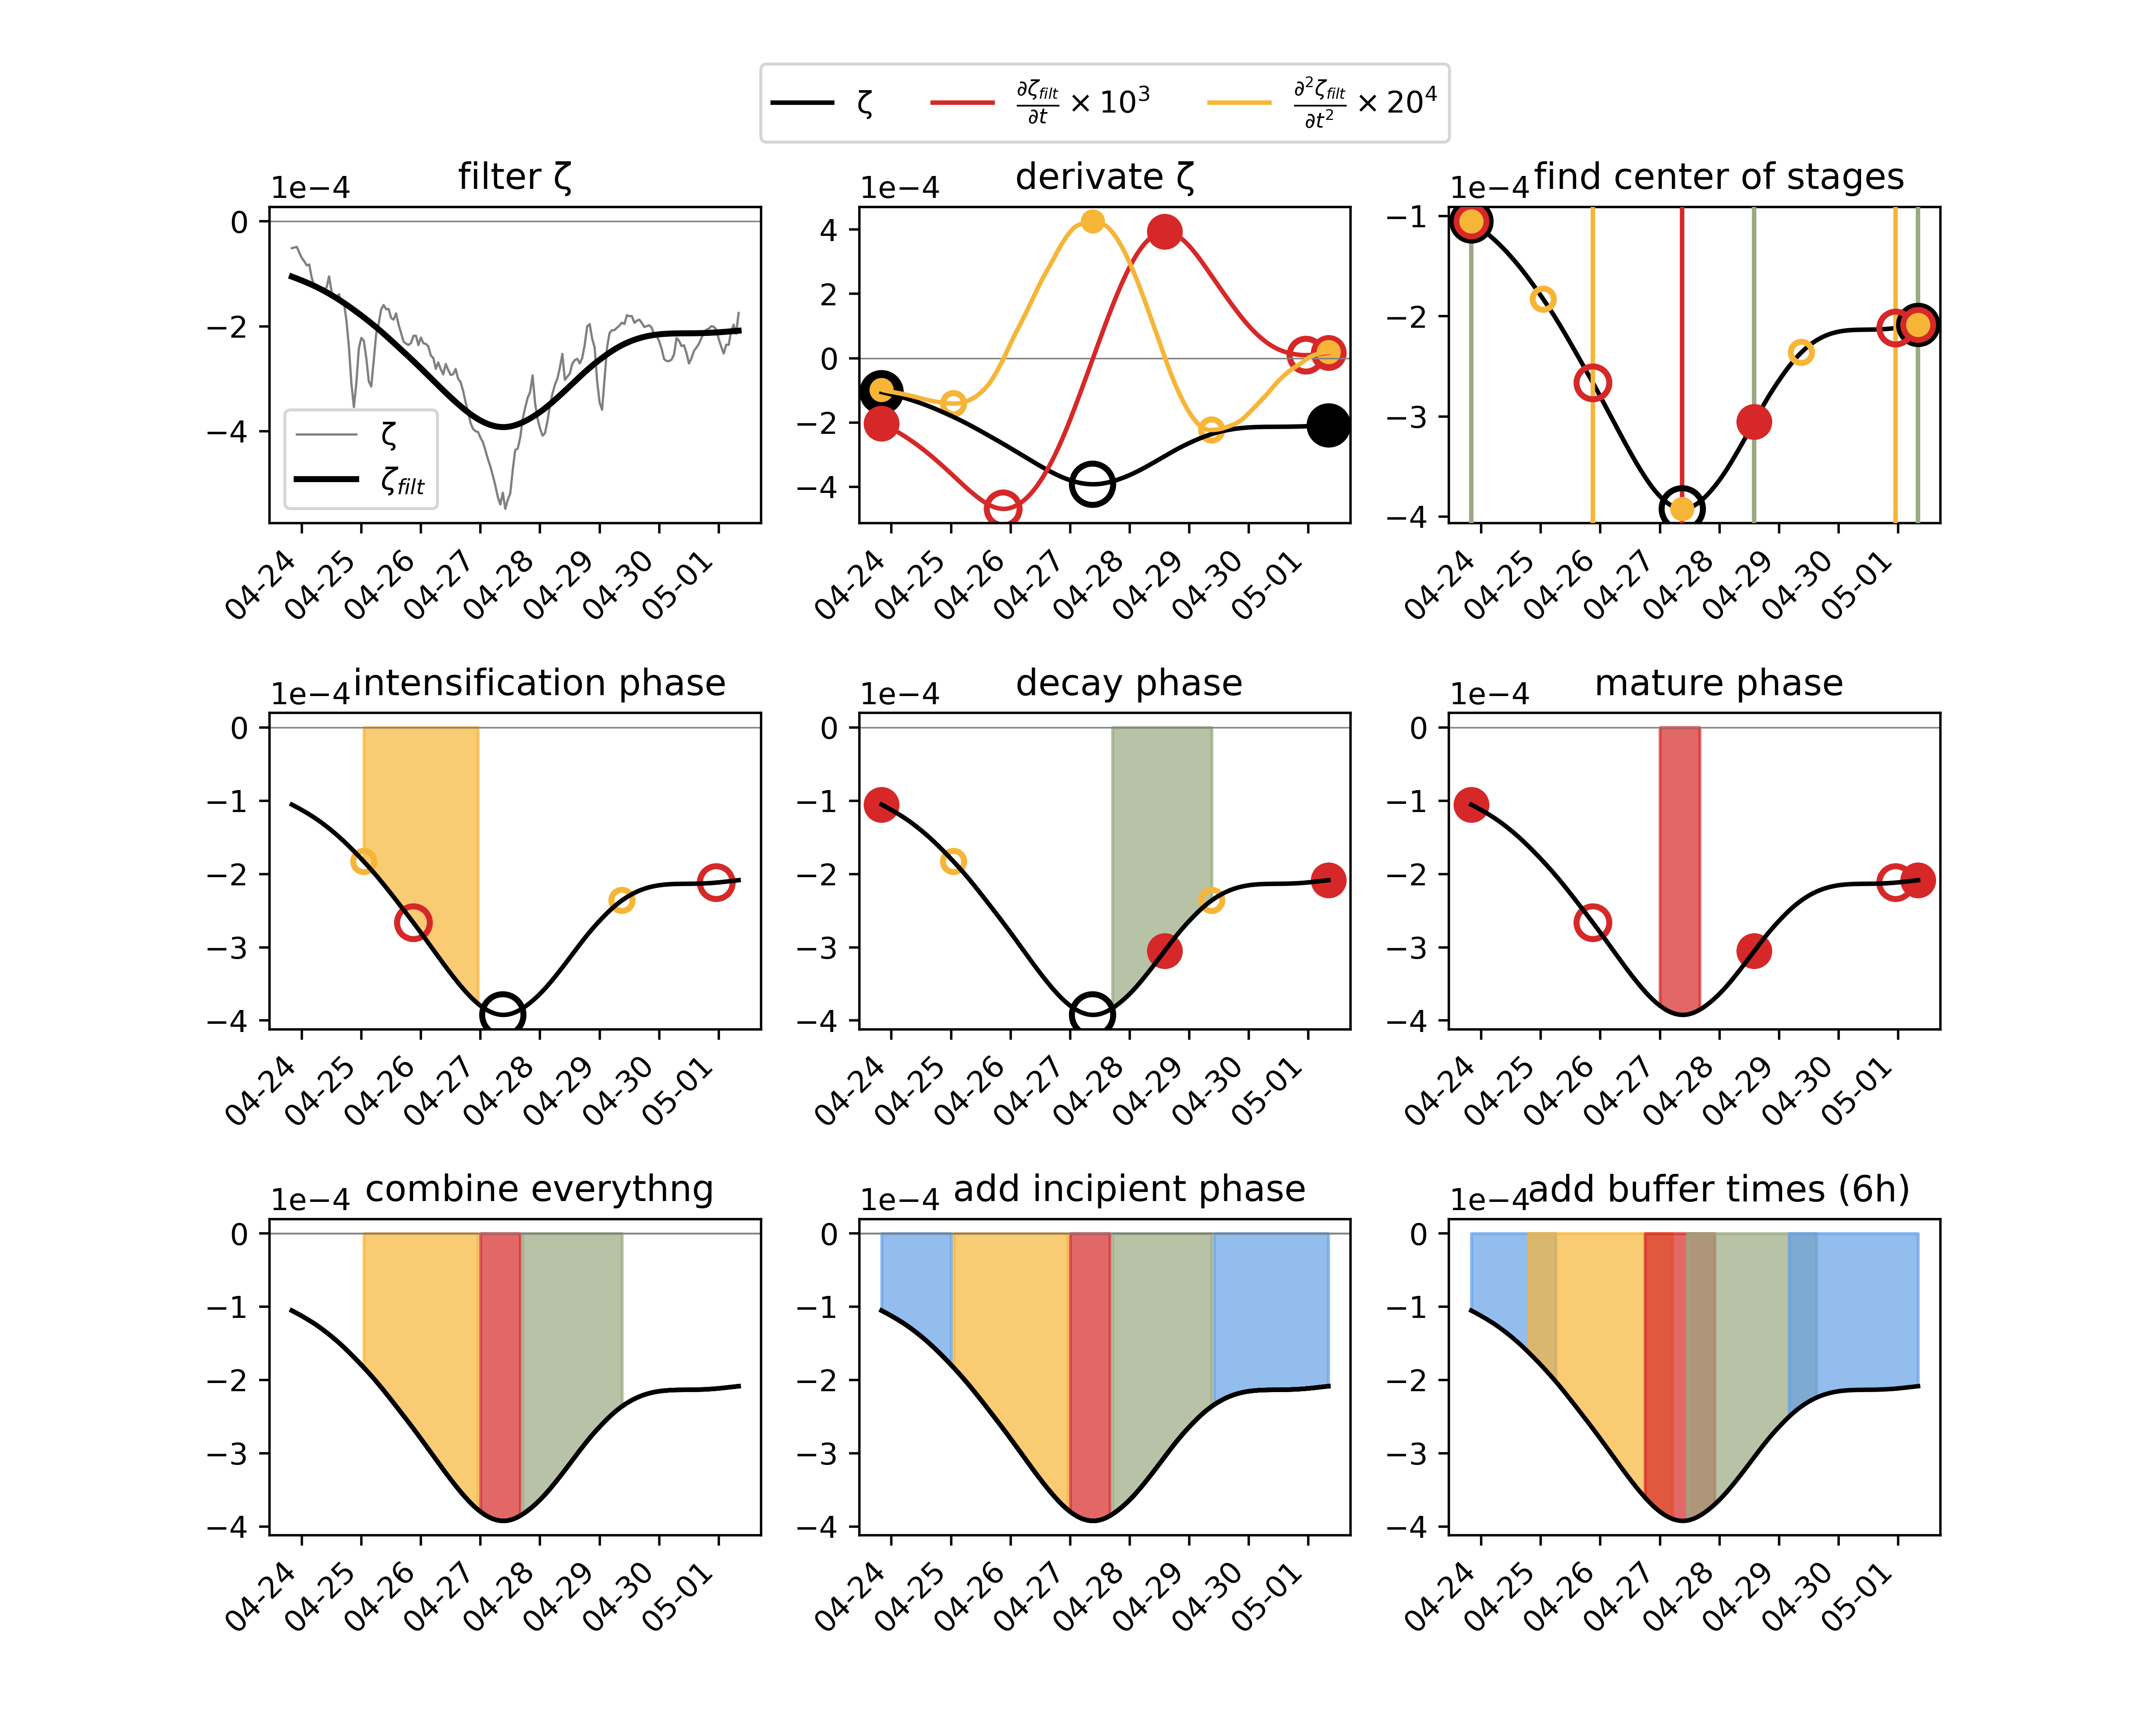 ζ ∂ζ_filt/∂t × 10³ ∂²ζ_filt/∂t² × 20⁴
filter ζ
1e−4
0
−2
−4
ζ
ζ_filt
04-24 04-25 04-26 04-27 04-28 04-29 04-30 05-01
derivate ζ
1e−4
4
2
0
−2
−4
04-24 04-25 04-26 04-27 04-28 04-29 04-30 05-01
find center of stages
1e−4
−1
−2
−3
−4
04-24 04-25 04-26 04-27 04-28 04-29 04-30 05-01
intensification phase
1e−4
0
−1
−2
−3
−4
04-24 04-25 04-26 04-27 04-28 04-29 04-30 05-01
decay phase
1e−4
0
−1
−2
−3
−4
04-24 04-25 04-26 04-27 04-28 04-29 04-30 05-01
mature phase
1e−4
0
−1
−2
−3
−4
04-24 04-25 04-26 04-27 04-28 04-29 04-30 05-01
combine everythng
1e−4
0
−1
−2
−3
−4
04-24 04-25 04-26 04-27 04-28 04-29 04-30 05-01
add incipient phase
1e−4
0
−1
−2
−3
−4
04-24 04-25 04-26 04-27 04-28 04-29 04-30 05-01
add buffer times (6h)
1e−4
0
−1
−2
−3
−4
04-24 04-25 04-26 04-27 04-28 04-29 04-30 05-01